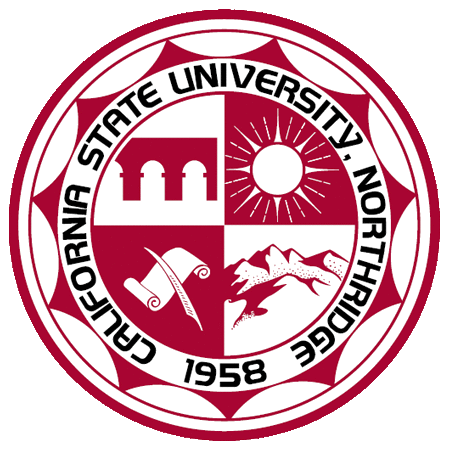 CALIFORNIA STATE UNIVERSITY, NORTHRIDGE
1958